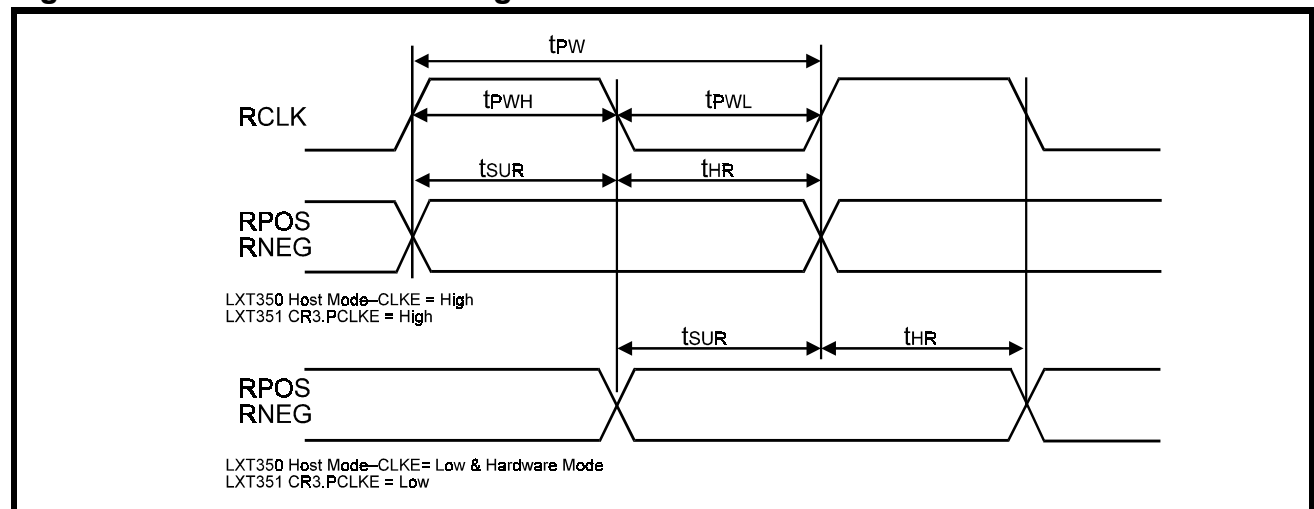 tPW
tPWH
tPWL
RCLK
tSUR
tHR
RPOS
RNEG
LXT350 Host Mode–CLKE = High
LXT351 CR3.PCLKE = High
tSUR
tHR
RPOS
RNEG
LXT350 Host Mode–CLKE= Low & Hardware Mode
LXT351 CR3.PCLKE = Low